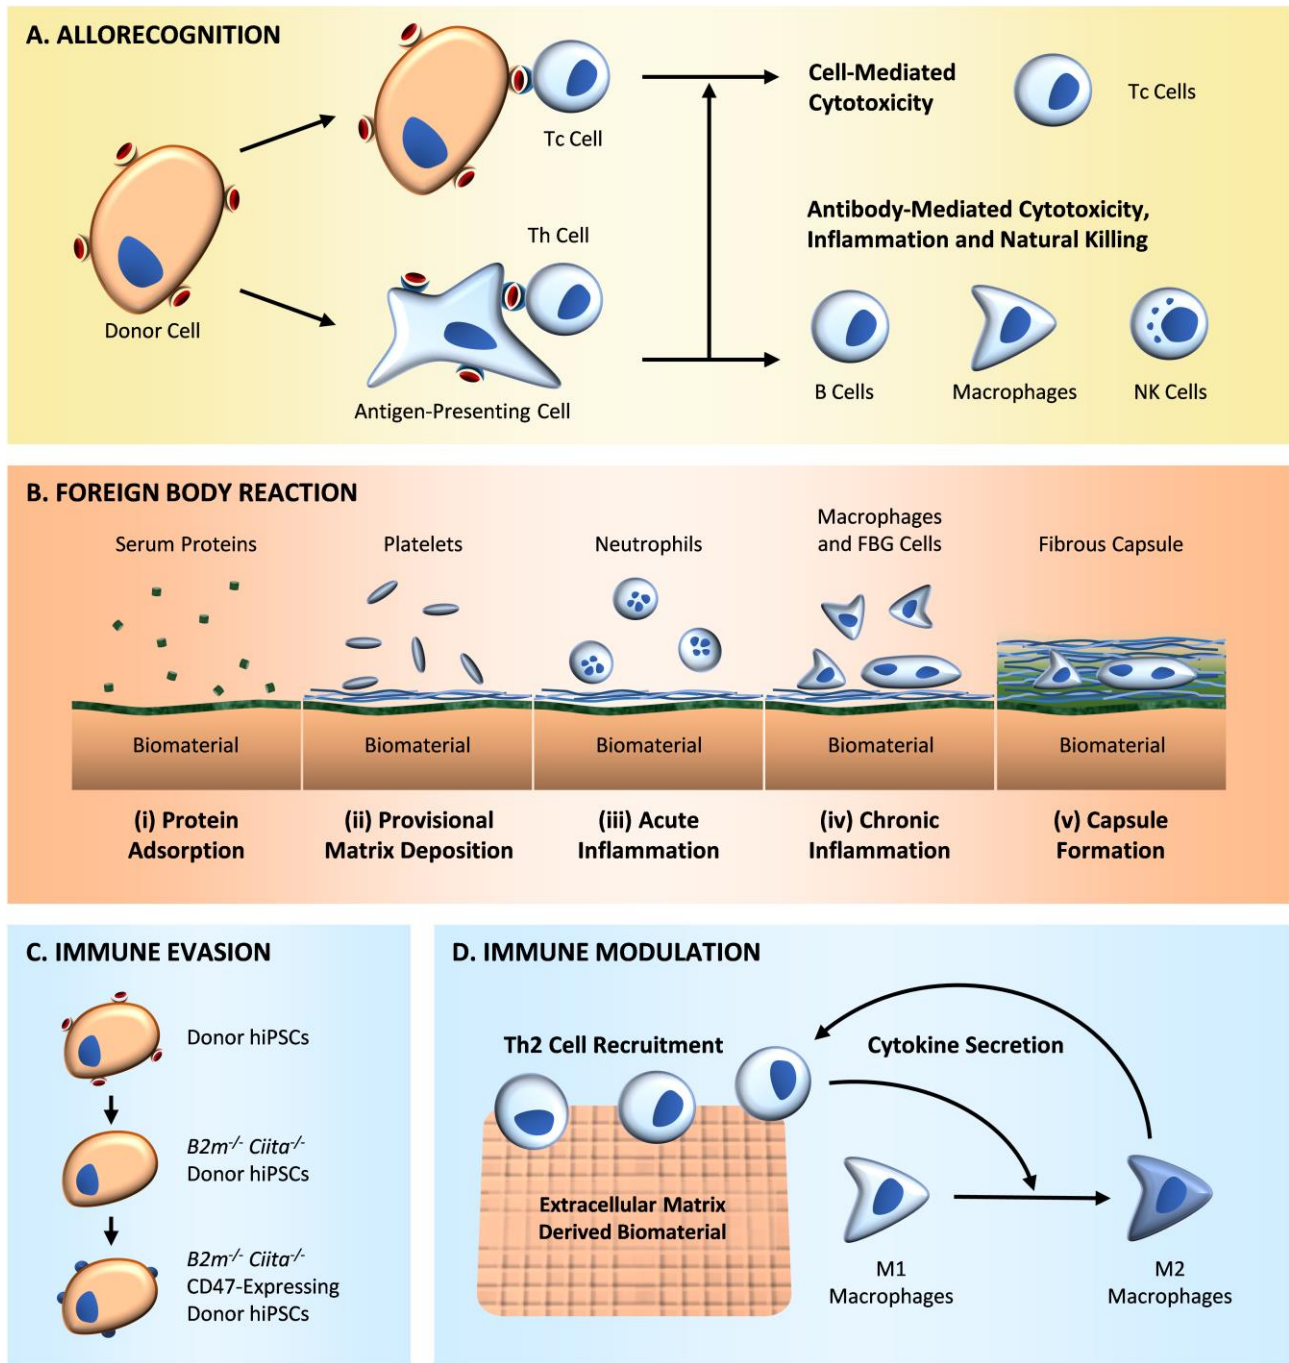 A. ALLORECOGNITION
Donor Cell
Tc Cell
Th Cell
Antigen-Presenting Cell
Cell-Mediated
Cytotoxicity
Tc Cells
Antibody-Mediated Cytotoxicity,
Inflammation and Natural Killing
B Cells
Macrophages
NK Cells
B. FOREIGN BODY REACTION
Serum Proteins
Platelets
Neutrophils
Macrophages
and FBG Cells
Fibrous Capsule
Biomaterial
Biomaterial
Biomaterial
Biomaterial
Biomaterial
(i) Protein
Adsorption
(ii) Provisional
Matrix Deposition
(iii) Acute
Inflammation
(iv) Chronic
Inflammation
(v) Capsule
Formation
C. IMMUNE EVASION
Donor hiPSCs
B2m-/- Ciita-/-
Donor hiPSCs
B2m-/- Ciita-/-
CD47-Expressing
Donor hiPSCs
D. IMMUNE MODULATION
Th2 Cell Recruitment
Cytokine Secretion
Extracellular Matrix
Derived Biomaterial
M1
Macrophages
M2
Macrophages